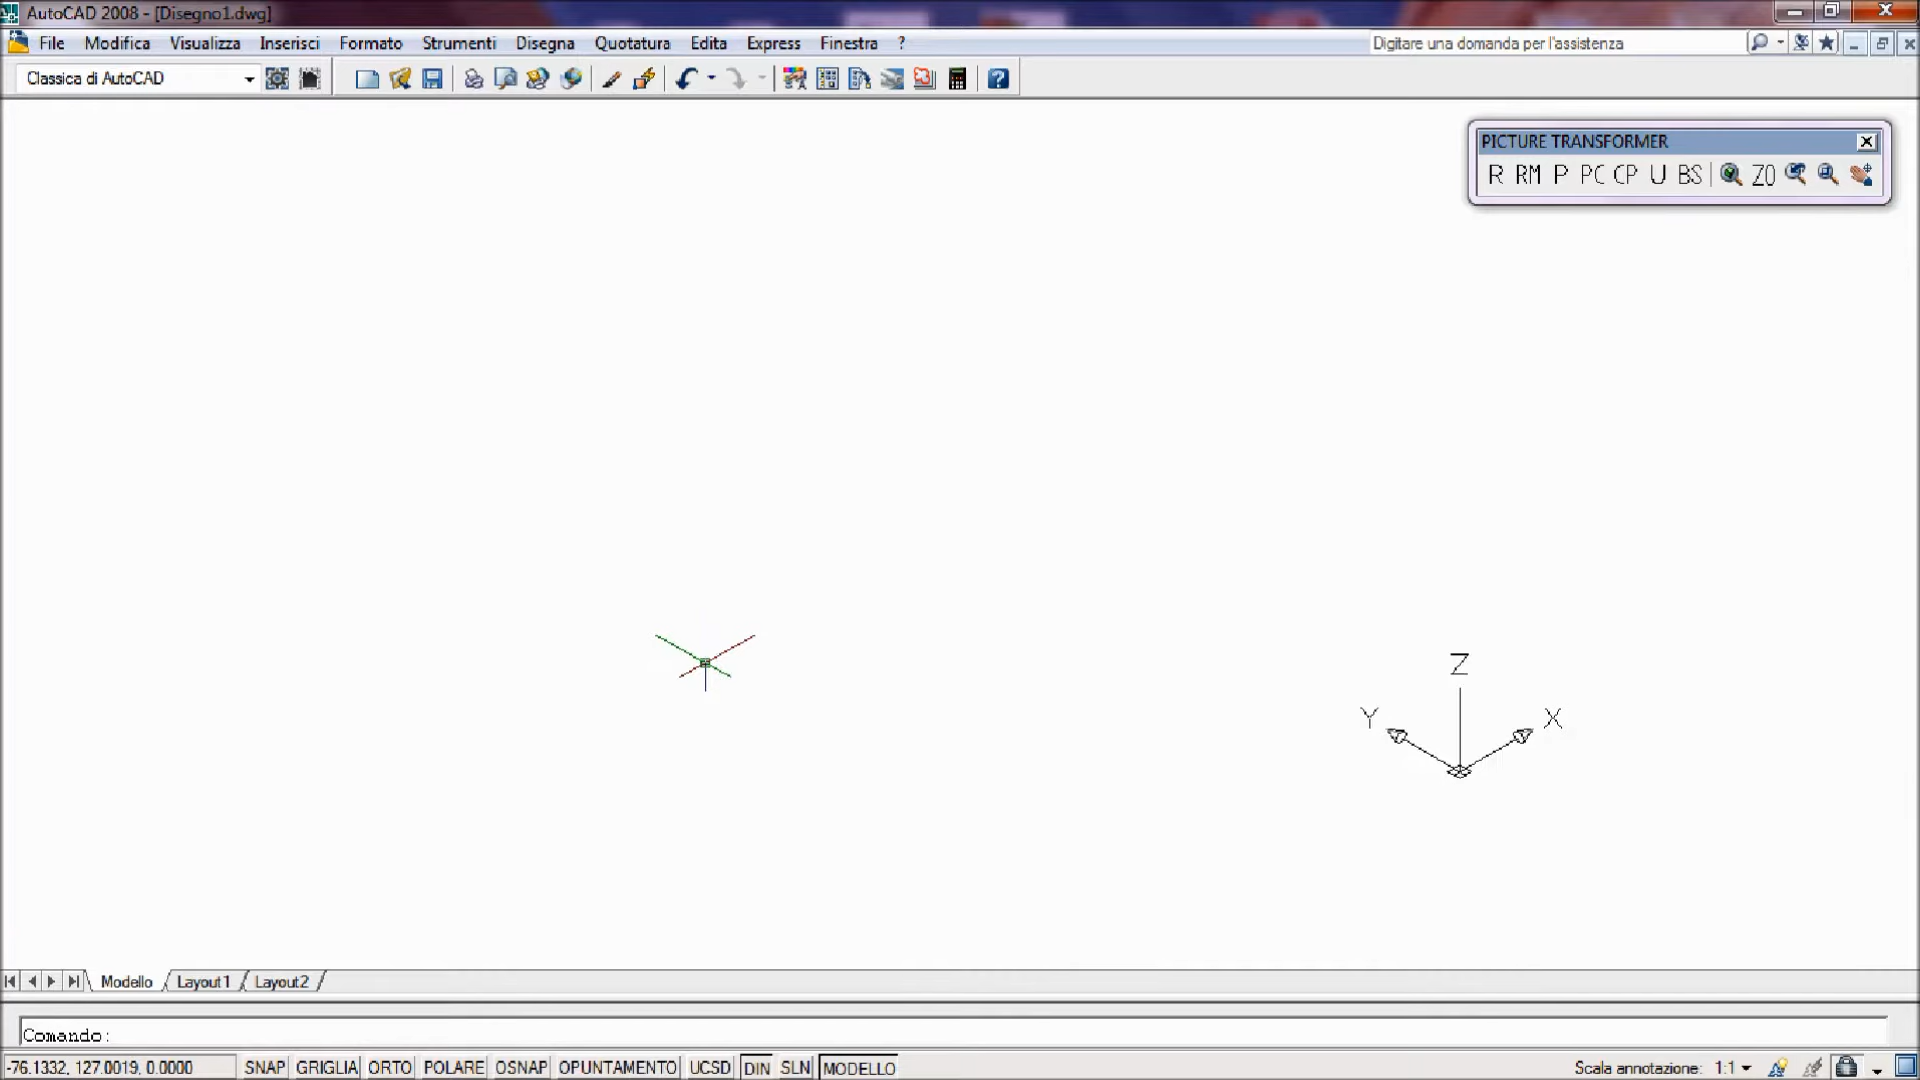 AutoCAD 2008 - [Disegno1.dwg]
File Modifica Visualizza Inserisci Formato Strumenti Disegna Quotatura Edita Express Finestra ? Digitare una domanda per l'assistenza
Classica di AutoCAD
PICTURE TRANSFORMER
R RM P PC CP U BS ZO
Z
Y X
Modello Layout1 Layout2
Comando:
-76.1332, 127.0019, 0.0000 SNAP GRIGLIA ORTO POLARE OSNAP OPUNTAMENTO UCSD DIN SLN MODELLO Scala annotazione: 1:1